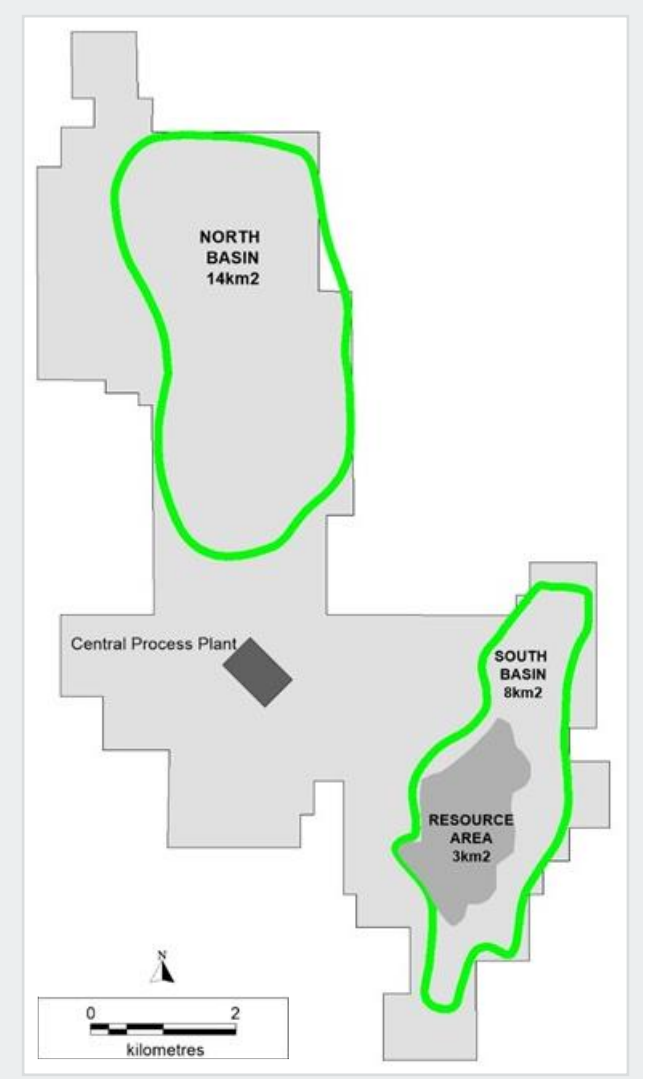 NORTH
BASIN
14km2
Central Process Plant
SOUTH
BASIN
8km2
RESOURCE
AREA
3km2
N
0 2
kilometres